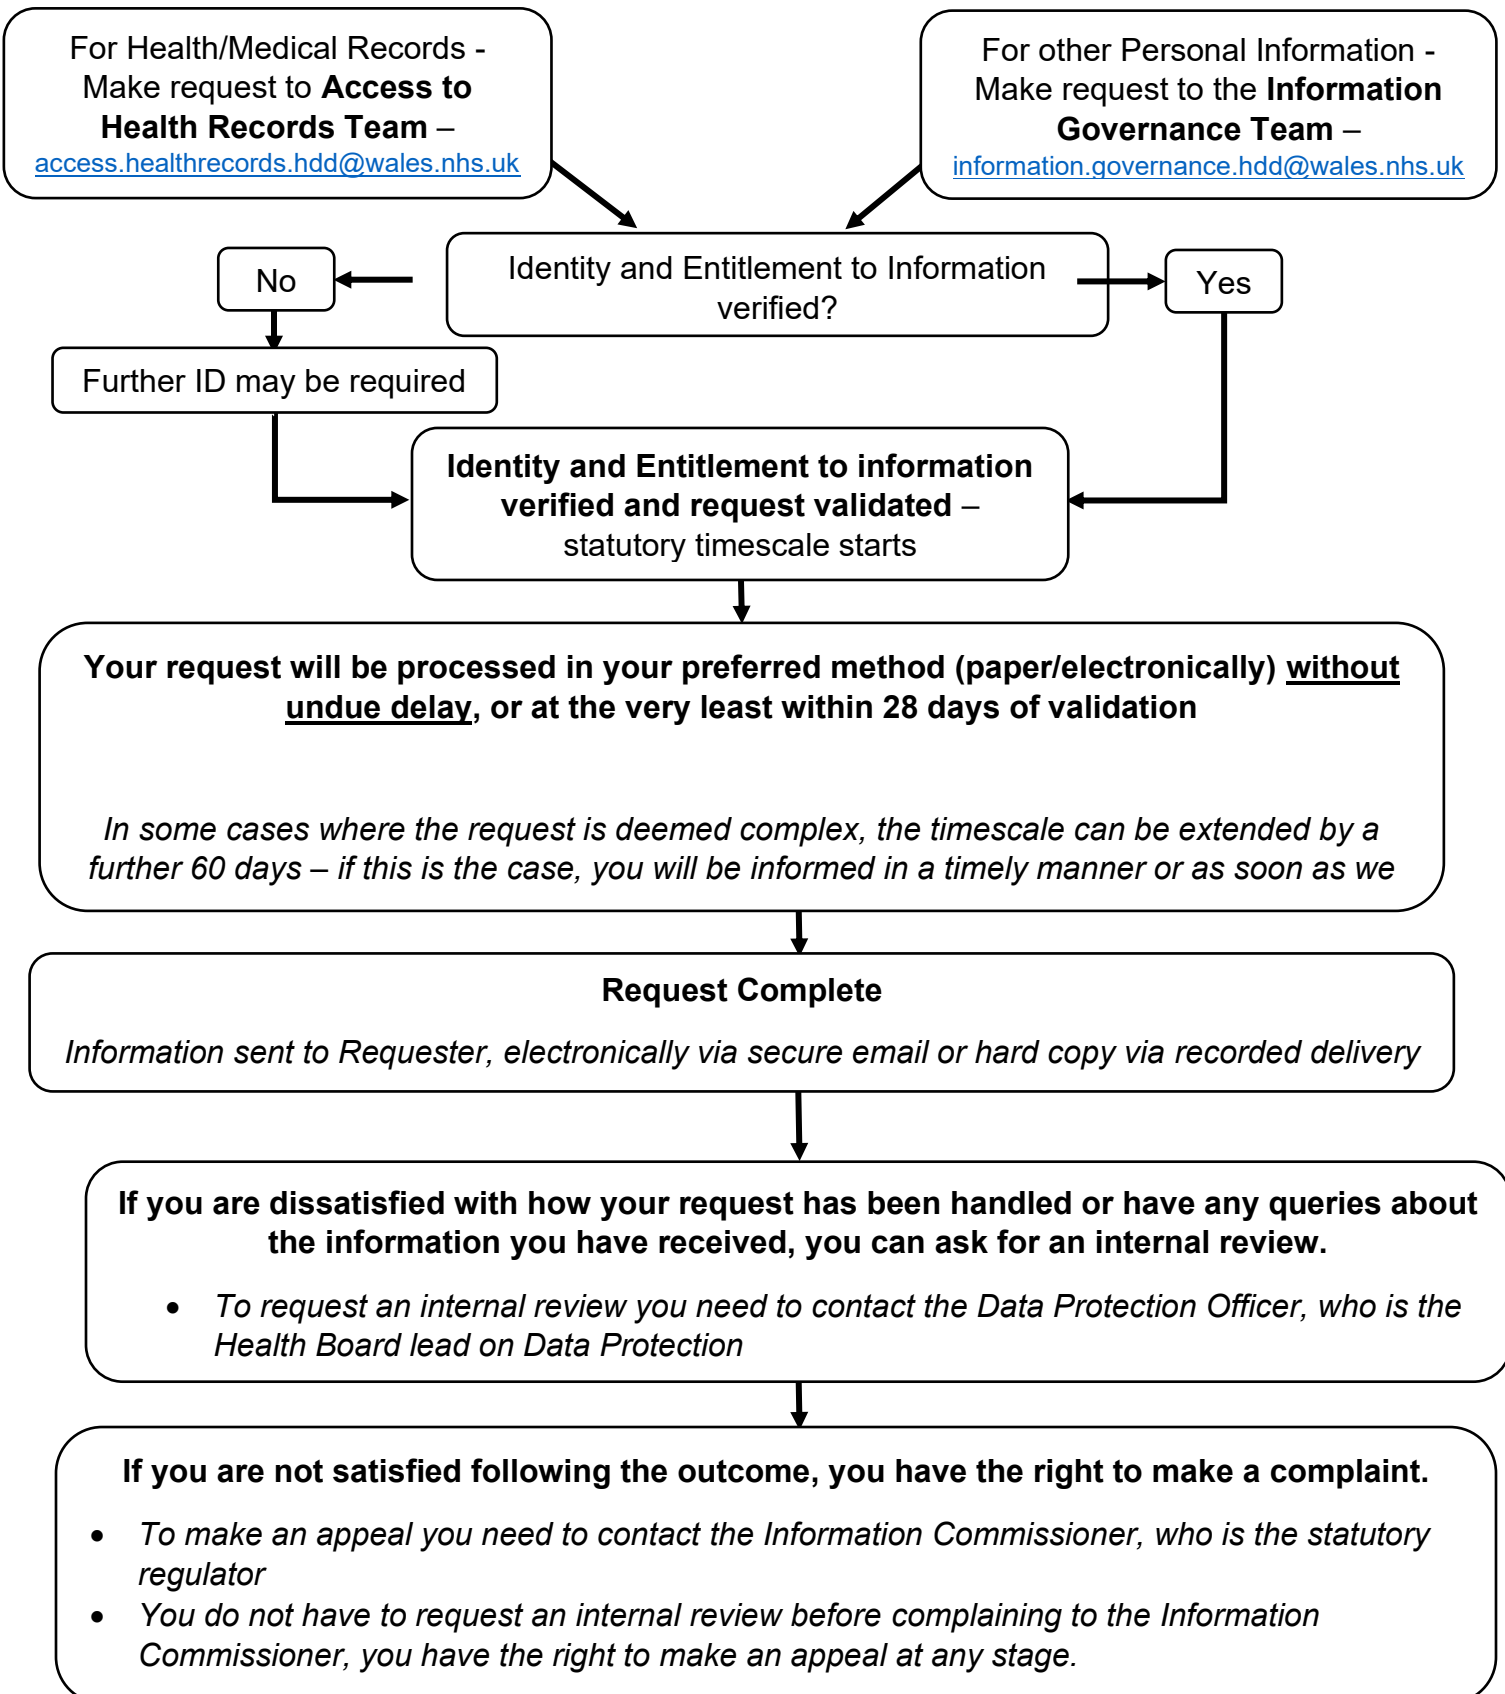 For Health/Medical Records -
Make request to Access to
Health Records Team –
access.healthrecords.hdd@wales.nhs.uk
For other Personal Information -
Make request to the Information
Governance Team –
information.governance.hdd@wales.nhs.uk
No
Identity and Entitlement to Information
verified?
Yes
Further ID may be required
Identity and Entitlement to information
verified and request validated –
statutory timescale starts
Your request will be processed in your preferred method (paper/electronically) without
undue delay, or at the very least within 28 days of validation
In some cases where the request is deemed complex, the timescale can be extended by a
further 60 days – if this is the case, you will be informed in a timely manner or as soon as we
Request Complete
Information sent to Requester, electronically via secure email or hard copy via recorded delivery
If you are dissatisfied with how your request has been handled or have any queries about
the information you have received, you can ask for an internal review.
• To request an internal review you need to contact the Data Protection Officer, who is the
Health Board lead on Data Protection
If you are not satisfied following the outcome, you have the right to make a complaint.
• To make an appeal you need to contact the Information Commissioner, who is the statutory
regulator
• You do not have to request an internal review before complaining to the Information
Commissioner, you have the right to make an appeal at any stage.